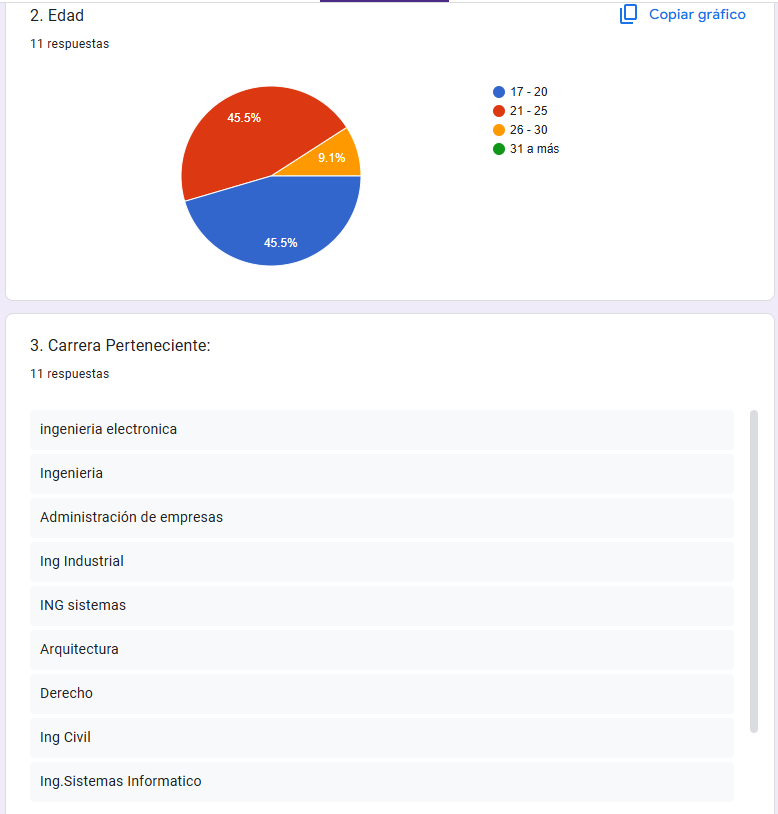 2. Edad
Copiar gráfico
11 respuestas
17 - 20
21 - 25
26 - 30
31 a más
45.5%
9.1%
45.5%
3. Carrera Perteneciente:
11 respuestas
ingenieria electronica
Ingenieria
Administración de empresas
Ing Industrial
ING sistemas
Arquitectura
Derecho
Ing Civil
Ing.Sistemas Informatico